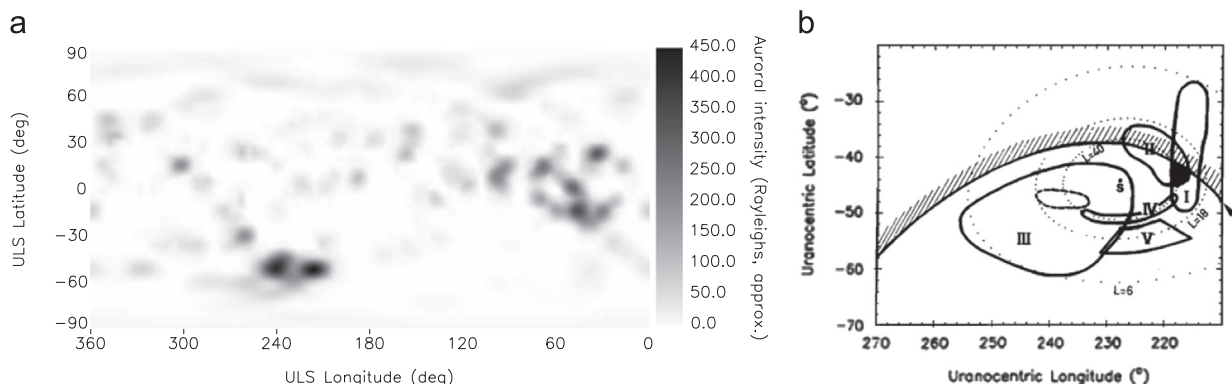 a
90
60
30
0
−30
−60
−90
ULS Latitude (deg)
360
300
240
180
120
60
0
ULS Longitude (deg)
450.0
400.0
350.0
300.0
250.0
200.0
150.0
100.0
50.0
0.0
Auroral intensity (Rayleighs, approx.)
b
−30
−40
−50
−60
−70
Uranocentric Latitude (°)
270
260
250
240
230
220
Uranocentric Longitude (°)
L=40
II
S
I
IV
L=18
III
V
L=6